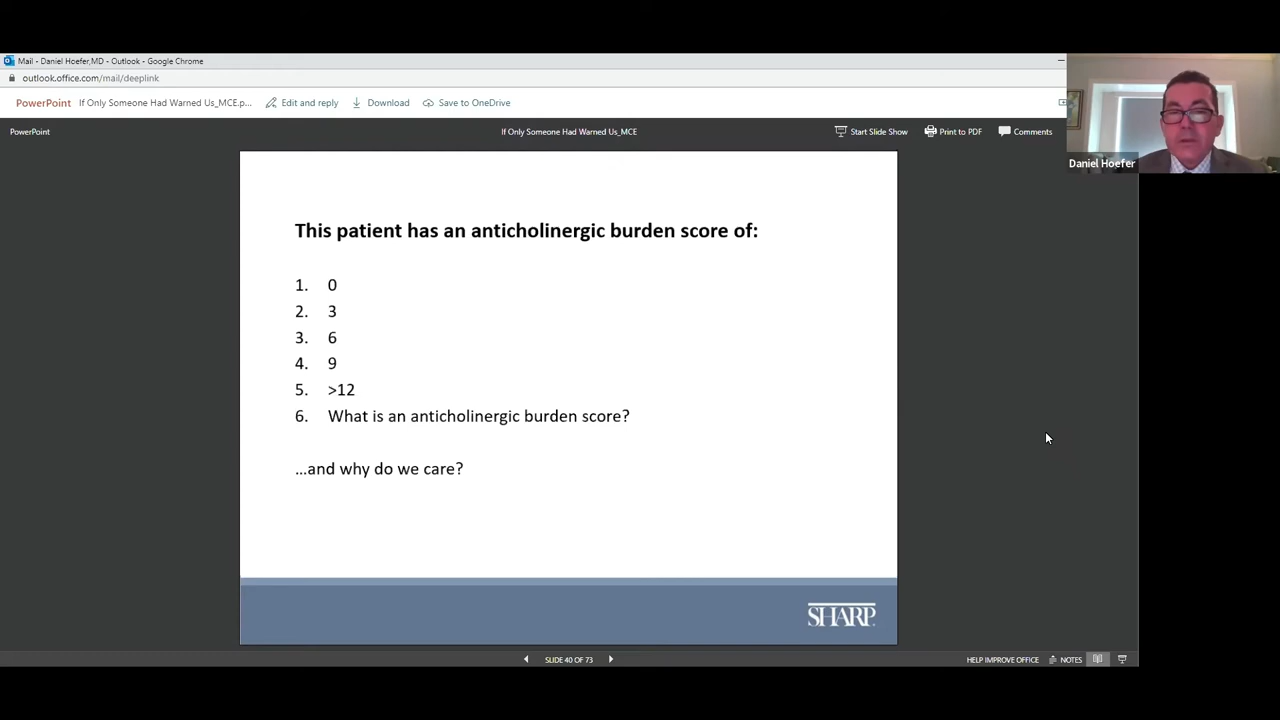 Mail - Daniel Hoefer,MD - Outlook - Google Chrome
outlook.office.com/mail/deeplink
PowerPoint If Only Someone Had Warned Us_MCE.p... Edit and reply Download Save to OneDrive
PowerPoint If Only Someone Had Warned Us_MCE Start Slide Show Print to PDF Comments
Daniel Hoefer
This patient has an anticholinergic burden score of:
1. 0
2. 3
3. 6
4. 9
5. >12
6. What is an anticholinergic burden score?
...and why do we care?
SHARP
SLIDE 40 OF 73 HELP IMPROVE OFFICE NOTES